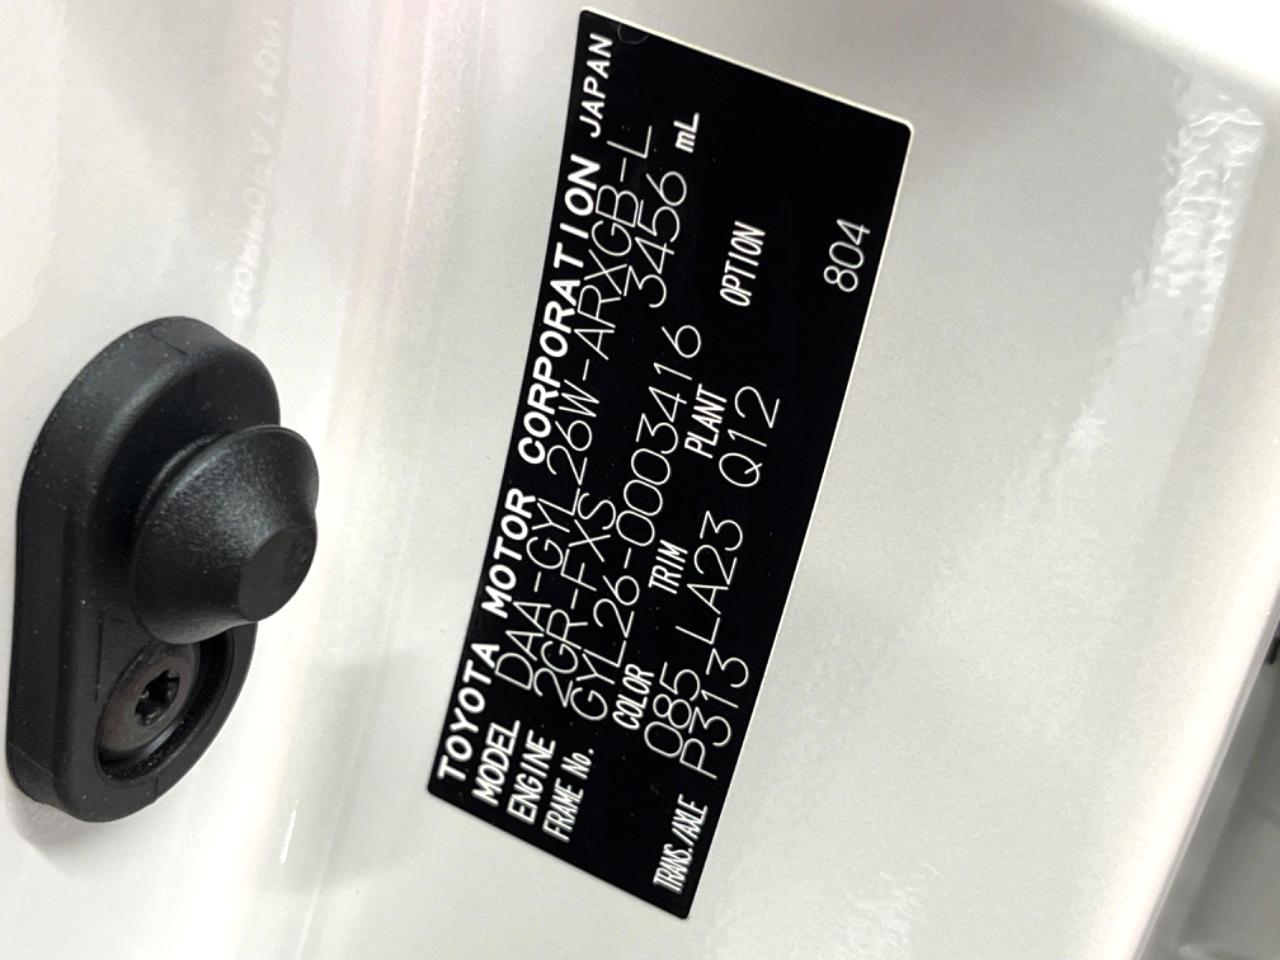 TOYOTA MOTOR CORPORATION JAPAN
MODEL DAA-GYL26W-ARXGB-L
ENGINE 2GR-FXS 3456 mL
FRAME No. GYL26-0003416
COLOR TRIM PLANT OPTION
085 LA23 Q12
TRANS./AXLE P313 804